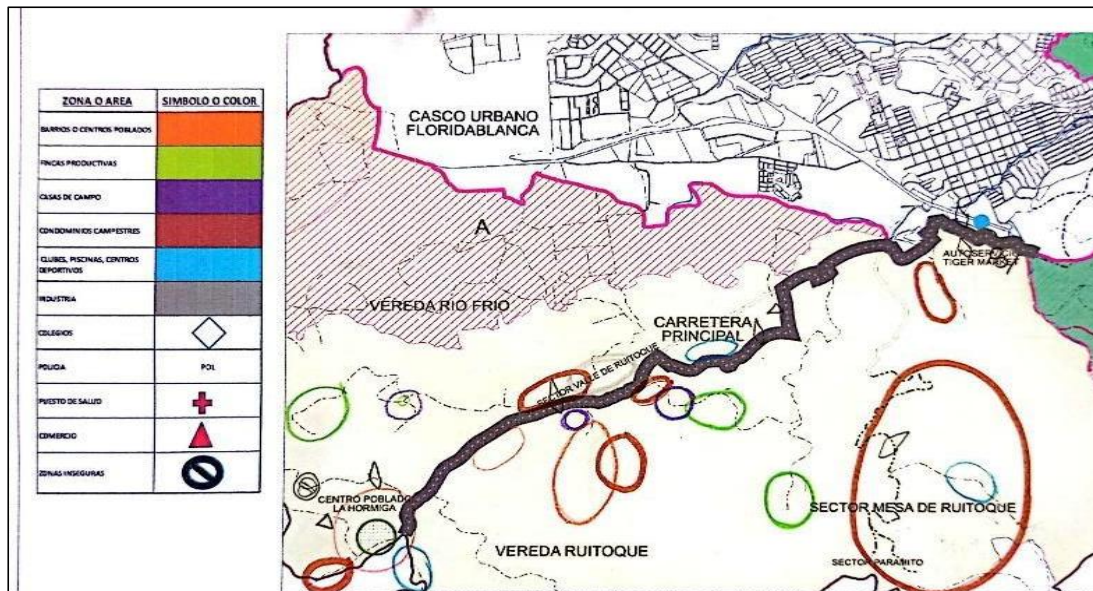 ZONA O AREA
SIMBOLO O COLOR
BARRIOS O CENTROS POBLADOS
FINCAS PRODUCTIVAS
CASAS DE CAMPO
CONDOMINIOS CAMPESTRES
CLUBES, PISCINAS, CENTROS
DEPORTIVOS
INDUSTRIA
COLEGIOS
POLICIA
POL
PUESTO DE SALUD
COMERCIO
ZONAS INSEGURAS
CASCO URBANO
FLORIDABLANCA
A
AUTOSERVICIO
TIGER MARKET
VEREDA RIO FRIO
CARRETERA
PRINCIPAL
SECTOR VALLE DE RUITOQUE
CENTRO POBLADO
LA HORMIGA
SECTOR MESA DE RUITOQUE
VEREDA RUITOQUE
SECTOR PARAMITO